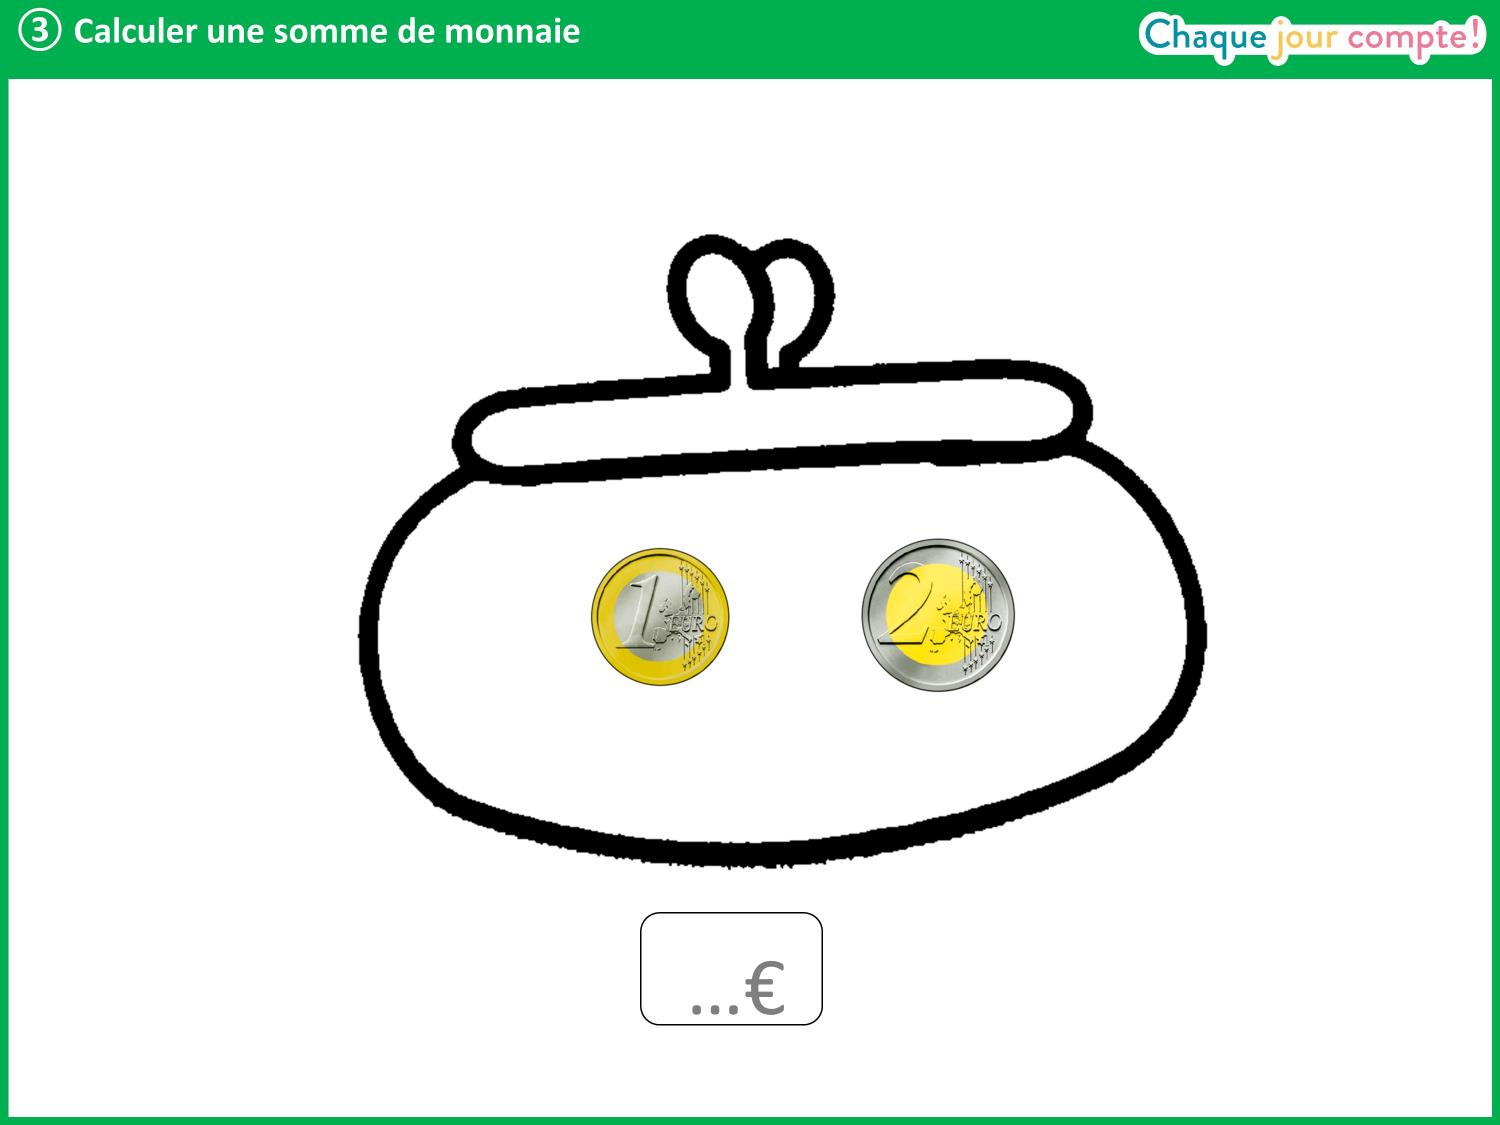 ③ Calculer une somme de monnaie
Chaque jour compte!
1 EURO
2 EURO
...€